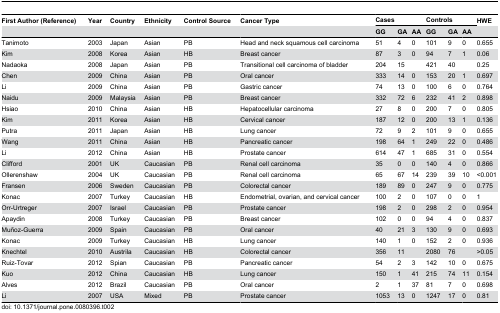 First Author (Reference) Year Country Ethnicity Control Source Cancer Type Cases Controls HWE
GG GA AA GG GA AA
Tanimoto 2003 Japan Asian PB Head and neck squamous cell carcinoma 51 4 0 101 9 0 0.655
Kim 2008 Korea Asian HB Breast cancer 87 3 0 94 7 1 0.06
Nadaoka 2008 Japan Asian PB Transitional cell carcinoma of bladder 204 15 421 40 0.25
Chen 2009 China Asian PB Oral cancer 333 14 0 153 20 1 0.697
Li 2009 China Asian PB Gastric cancer 74 13 0 100 6 0 0.764
Naidu 2009 Malaysia Asian PB Breast cancer 332 72 6 232 41 2 0.898
Hsiao 2010 China Asian HB Hepatocellular carcinoma 27 8 0 200 7 0 0.805
Kim 2011 Korea Asian HB Cervical cancer 187 12 0 200 13 1 0.136
Putra 2011 Japan Asian HB Lung cancer 72 9 2 101 9 0 0.655
Wang 2011 China Asian HB Pancreatic cancer 198 64 1 249 22 0 0.486
Li 2012 China Asian HB Prostate cancer 614 47 1 685 31 0 0.554
Clifford 2001 UK Caucasian PB Renal cell carcinoma 35 0 0 140 4 0 0.866
Ollerenshaw 2004 UK Caucasian PB Renal cell carcinoma 65 67 14 239 39 10 <0.001
Fransen 2006 Sweden Caucasian PB Colorectal cancer 189 89 0 247 9 0 0.775
Konac 2007 Turkey Caucasian HB Endometrial, ovarian, and cervical cancer 100 2 0 107 0 0 1
Orr-Urtreger 2007 Israel Caucasian PB Prostate cancer 198 2 0 298 2 0 0.954
Apaydin 2008 Turkey Caucasian PB Breast cancer 102 0 0 94 4 0 0.837
Muñoz-Guerra 2009 Spain Caucasian PB Oral cancer 40 21 3 130 9 0 0.693
Konac 2009 Turkey Caucasian HB Lung cancer 140 1 0 152 2 0 0.936
Knechtel 2010 Austrila Caucasian HB Colorectal cancer 356 11 2080 76 >0.05
Ruiz-Tovar 2012 Spian Caucasian PB Pancreatic cancer 54 2 3 142 10 0 0.675
Kuo 2012 China Caucasian HB Lung cancer 150 1 41 215 74 11 0.154
Alves 2012 Brazil Caucasian PB Oral cancer 2 1 37 81 7 0 0.698
Li 2007 USA Mixed PB Prostate cancer 1053 13 0 1247 17 0 0.81
doi: 10.1371/journal.pone.0080396.t002